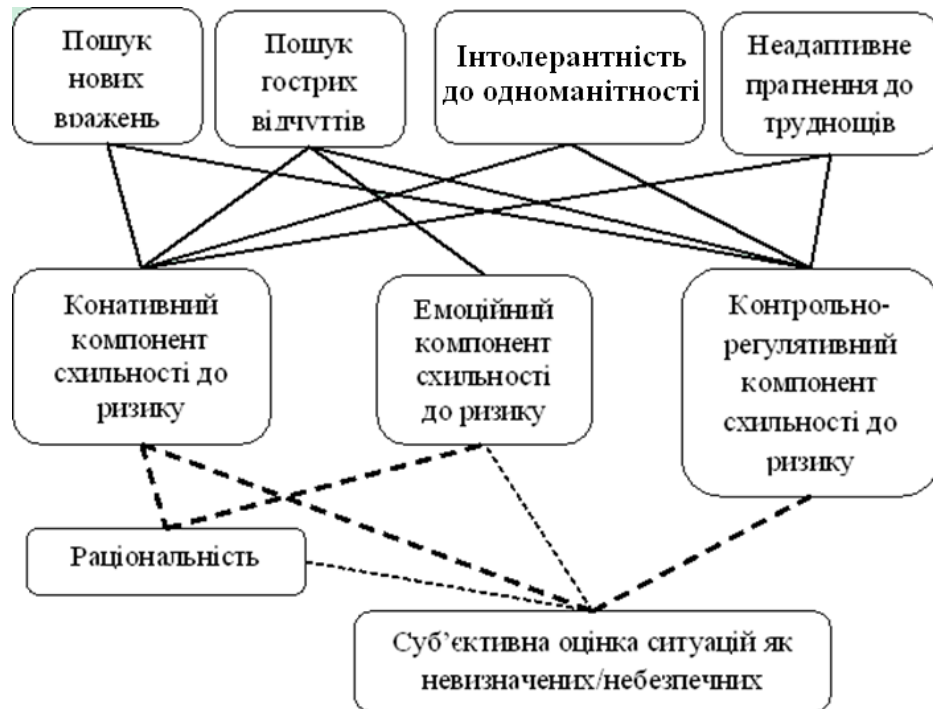 Пошук
нових
вражень
Пошук
гострих
відчуттів
Інтолерантність
до одноманітності
Неадаптивне
прагнення до
труднощів
Конативний
компонент
схильності до
ризику
Емоційний
компонент
схильності
до ризику
Контрольно-
регулятивний
компонент
схильності до
ризику
Раціональність
Суб’єктивна оцінка ситуацій як
невизначених/небезпечних